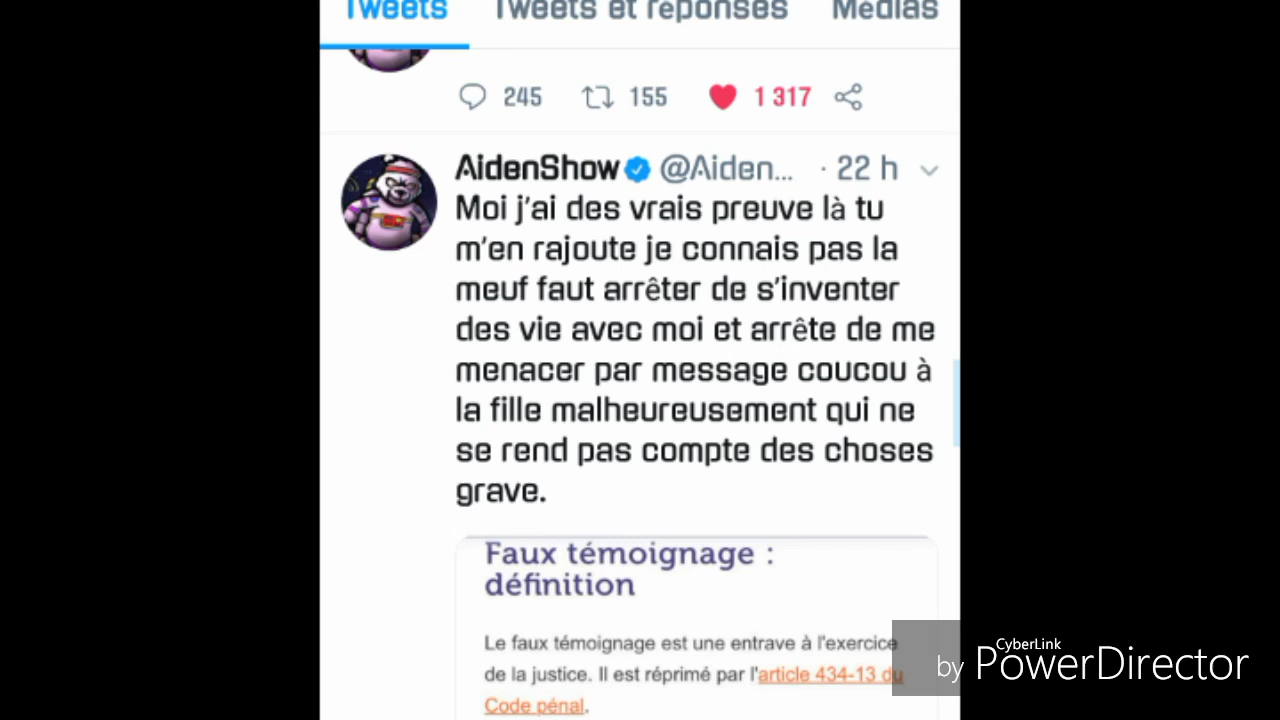 Tweets Tweets et réponses Médias
245 155 1 317
AidenShow @Aiden... · 22 h
Moi j'ai des vrais preuve là tu
m'en rajoute je connais pas la
meuf faut arrêter de s'inventer
des vie avec moi et arrête de me
menacer par message coucou à
la fille malheureusement qui ne
se rend pas compte des choses
grave.
Faux témoignage :
définition
Le faux témoignage est une entrave à l'exercice
de la justice. Il est réprimé par l'article 434-13 du
Code pénal.
CyberLink
by PowerDirector